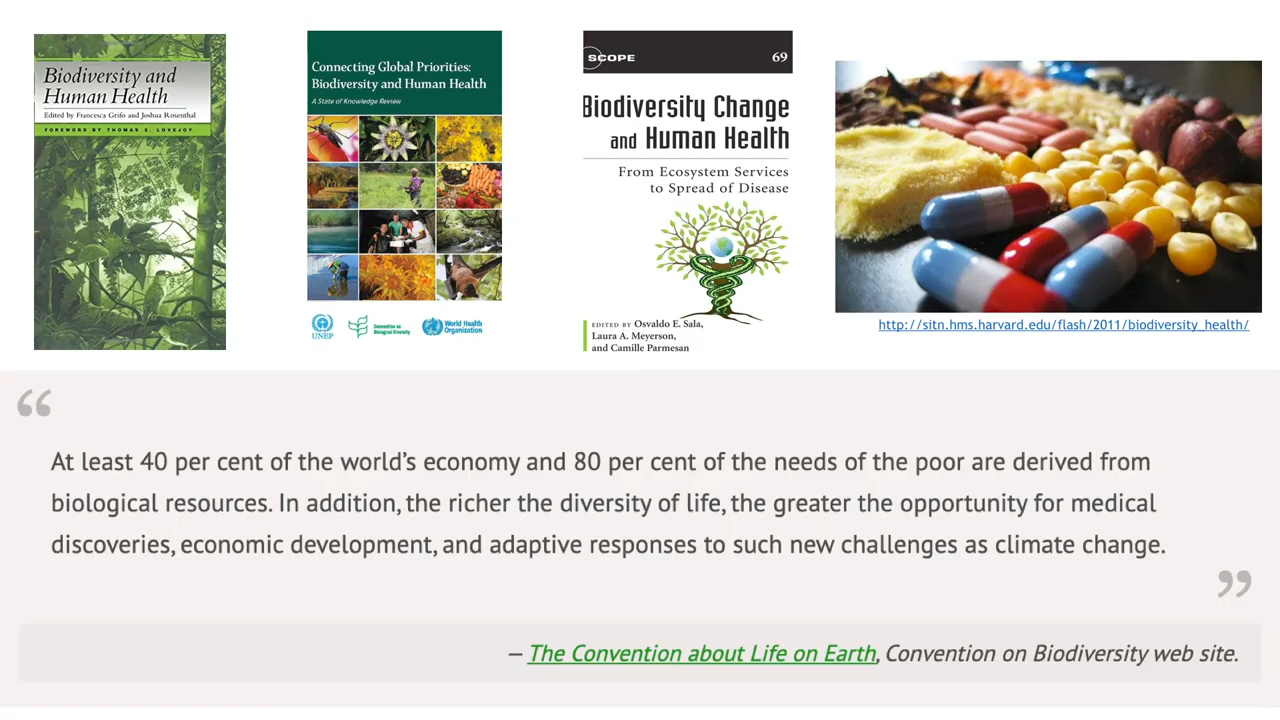 Biodiversity and
Human Health
Edited by Francesca Grifo and Joshua Rosenthal
FOREWORD BY THOMAS E. LOVEJOY
Connecting Global Priorities:
Biodiversity and Human Health
A State of Knowledge Review
UNEP
Convention on
Biological Diversity
World Health
Organization
SCOPE
69
Biodiversity Change
and Human Health
From Ecosystem Services
to Spread of Disease
EDITED BY Osvaldo E. Sala,
Laura A. Meyerson,
and Camille Parmesan
http://sitn.hms.harvard.edu/flash/2011/biodiversity_health/
“
At least 40 per cent of the world’s economy and 80 per cent of the needs of the poor are derived from
biological resources. In addition, the richer the diversity of life, the greater the opportunity for medical
discoveries, economic development, and adaptive responses to such new challenges as climate change.
”
— The Convention about Life on Earth, Convention on Biodiversity web site.